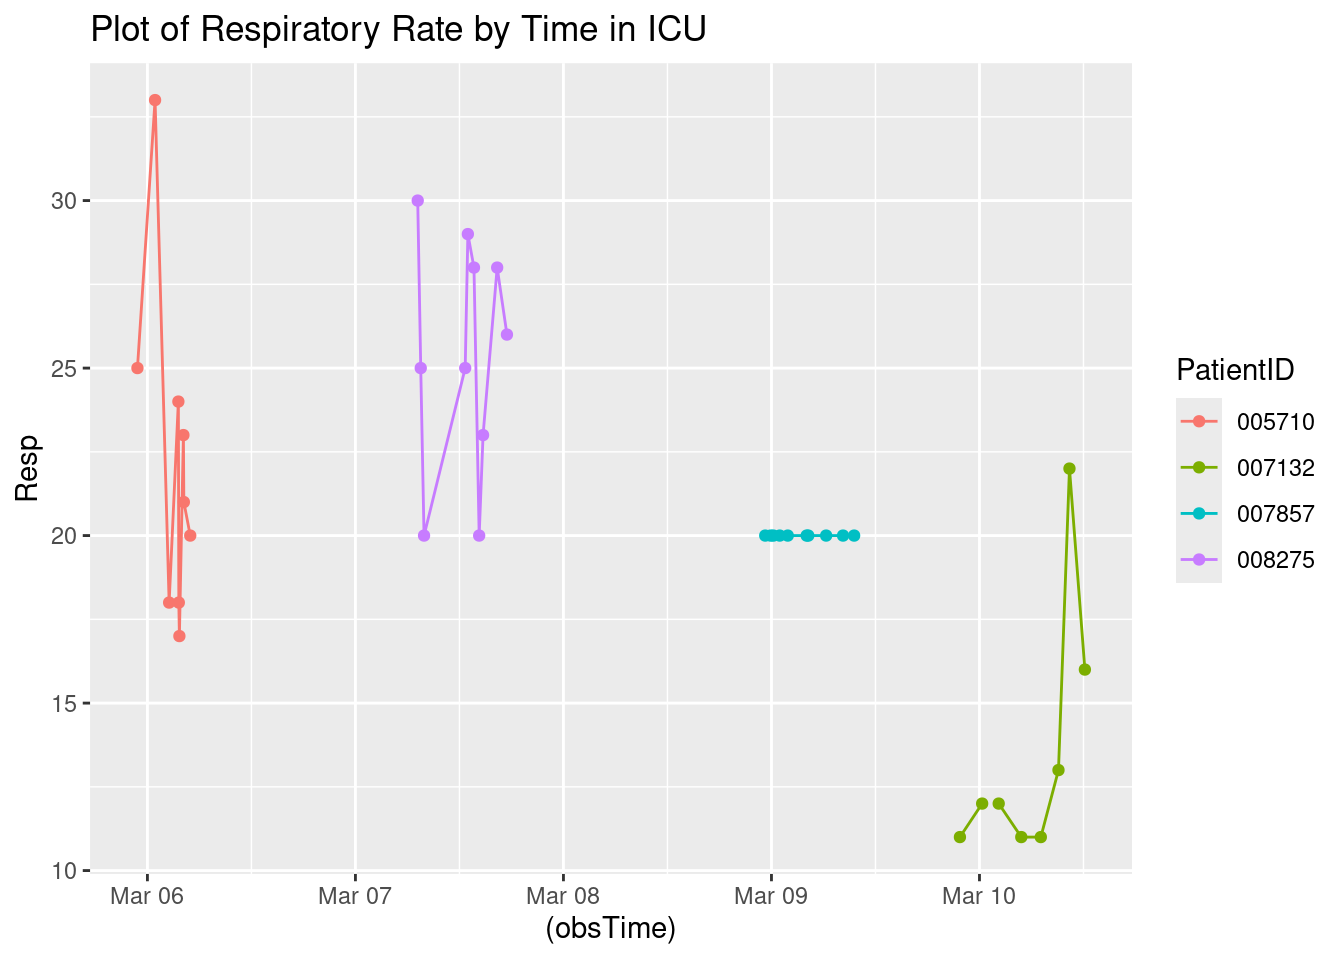 Plot of Respiratory Rate by Time in ICU
Resp
30
25
20
15
10
Mar 06
Mar 07
Mar 08
Mar 09
Mar 10
(obsTime)
PatientID
005710
007132
007857
008275